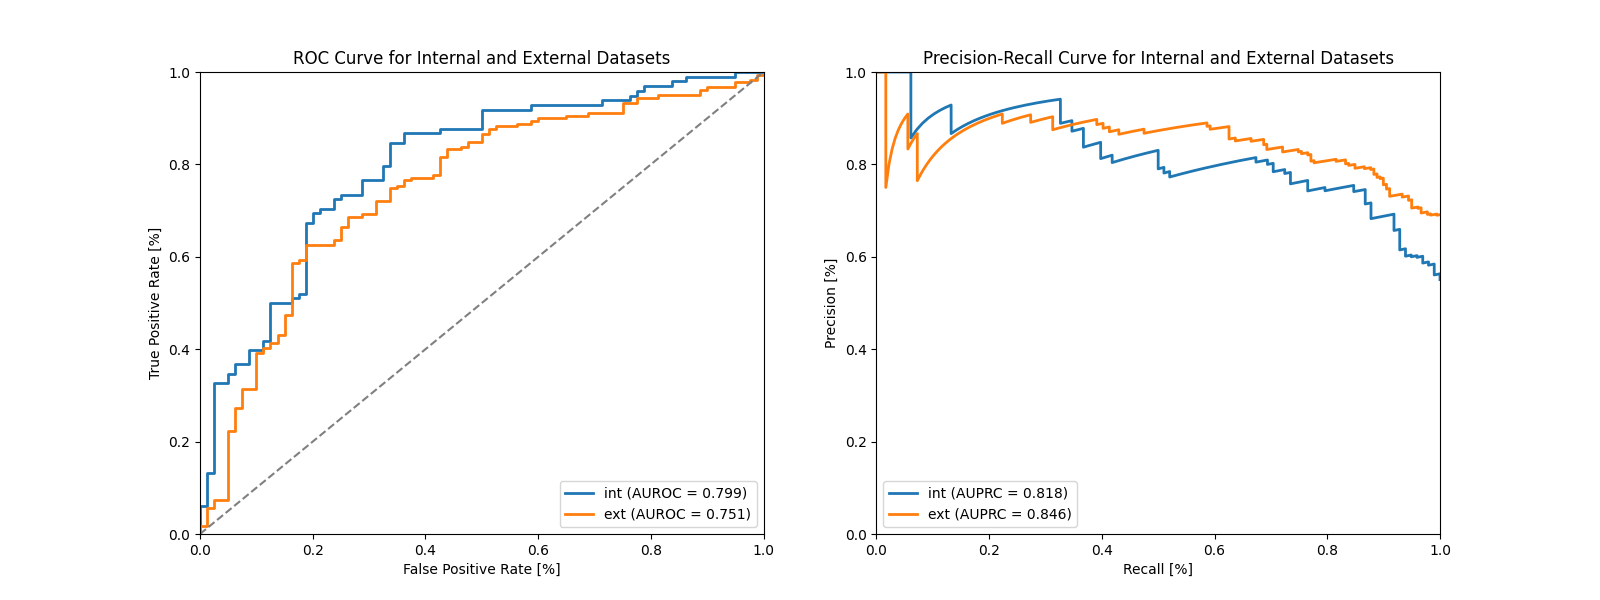 ROC Curve for Internal and External Datasets
1.0
0.8
0.6
0.4
0.2
0.0
True Positive Rate [%]
0.0 0.2 0.4 0.6 0.8 1.0
False Positive Rate [%]
int (AUROC = 0.799)
ext (AUROC = 0.751)
Precision-Recall Curve for Internal and External Datasets
1.0
0.8
0.6
0.4
0.2
0.0
Precision [%]
0.0 0.2 0.4 0.6 0.8 1.0
Recall [%]
int (AUPRC = 0.818)
ext (AUPRC = 0.846)